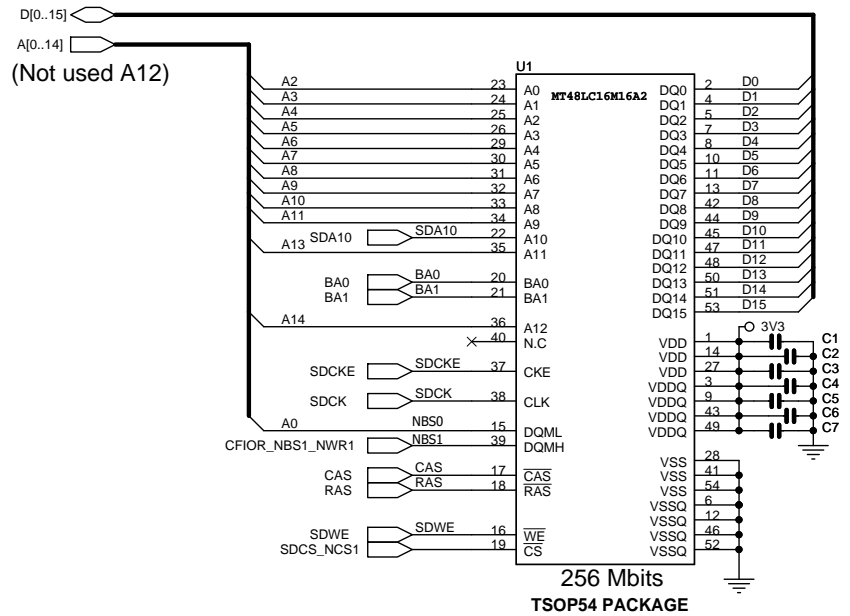 D[0..15]
A[0..14]
(Not used A12)
U1
MT48LC16M16A2
A2 23 A0 DQ0 2 D0
A3 24 A1 DQ1 4 D1
A4 25 A2 DQ2 5 D2
A5 26 A3 DQ3 7 D3
A6 29 A4 DQ4 8 D4
A7 30 A5 DQ5 10 D5
A8 31 A6 DQ6 11 D6
A9 32 A7 DQ7 13 D7
A10 33 A8 DQ8 42 D8
A11 34 A9 DQ9 44 D9
SDA10 SDA10 22 A10 DQ10 45 D10
A13 35 A11 DQ11 47 D11
DQ12 48 D12
BA0 BA0 20 BA0 DQ13 50 D13
BA1 BA1 21 BA1 DQ14 51 D14
DQ15 53 D15
A14 36 A12
3V3
40 N.C VDD 1 C1
VDD 14 C2
SDCKE SDCKE 37 CKE VDD 27 C3
VDDQ 3 C4
SDCK SDCK 38 CLK VDDQ 9 C5
VDDQ 43 C6
A0 NBS0 15 DQML VDDQ 49 C7
CFIOR_NBS1_NWR1 NBS1 39 DQMH
VSS 28
CAS CAS 17 CAS VSS 41
RAS RAS 18 RAS VSS 54
VSSQ 6
VSSQ 12
SDWE SDWE 16 WE VSSQ 46
SDCS_NCS1 19 CS VSSQ 52
256 Mbits
TSOP54 PACKAGE